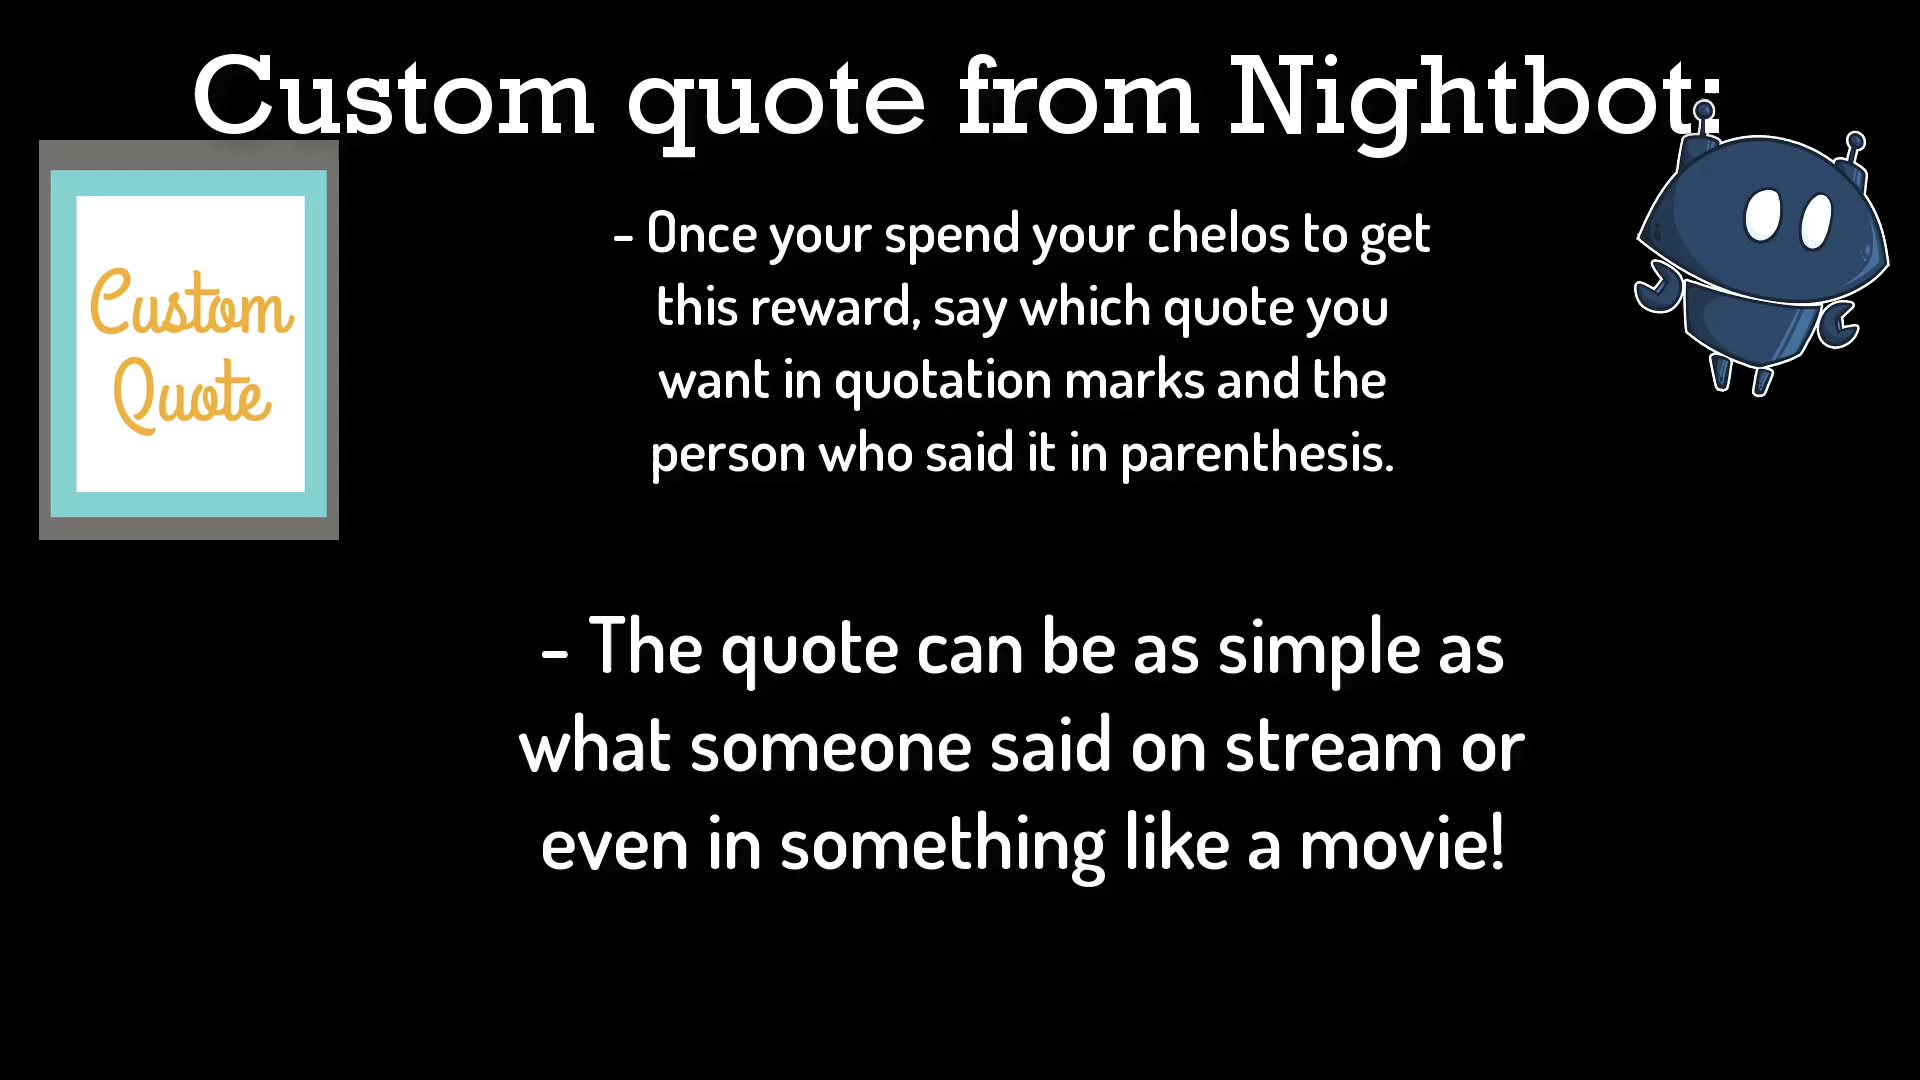 Custom quote from Nightbot:
Custom
Quote
- Once your spend your chelos to get
this reward, say which quote you
want in quotation marks and the
person who said it in parenthesis.
- The quote can be as simple as
what someone said on stream or
even in something like a movie!